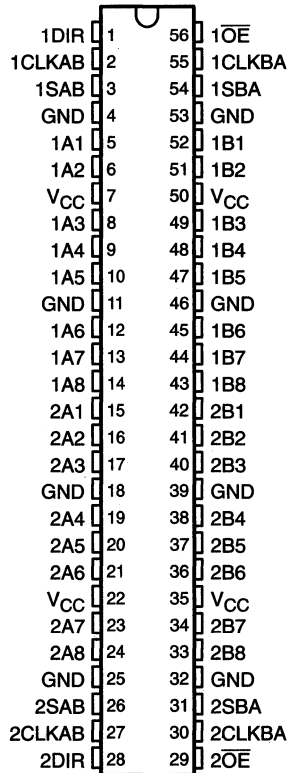 1DIR 1 56 1O̅E̅
1CLKAB 2 55 1CLKBA
1SAB 3 54 1SBA
GND 4 53 GND
1A1 5 52 1B1
1A2 6 51 1B2
VCC 7 50 VCC
1A3 8 49 1B3
1A4 9 48 1B4
1A5 10 47 1B5
GND 11 46 GND
1A6 12 45 1B6
1A7 13 44 1B7
1A8 14 43 1B8
2A1 15 42 2B1
2A2 16 41 2B2
2A3 17 40 2B3
GND 18 39 GND
2A4 19 38 2B4
2A5 20 37 2B5
2A6 21 36 2B6
VCC 22 35 VCC
2A7 23 34 2B7
2A8 24 33 2B8
GND 25 32 GND
2SAB 26 31 2SBA
2CLKAB 27 30 2CLKBA
2DIR 28 29 2O̅E̅